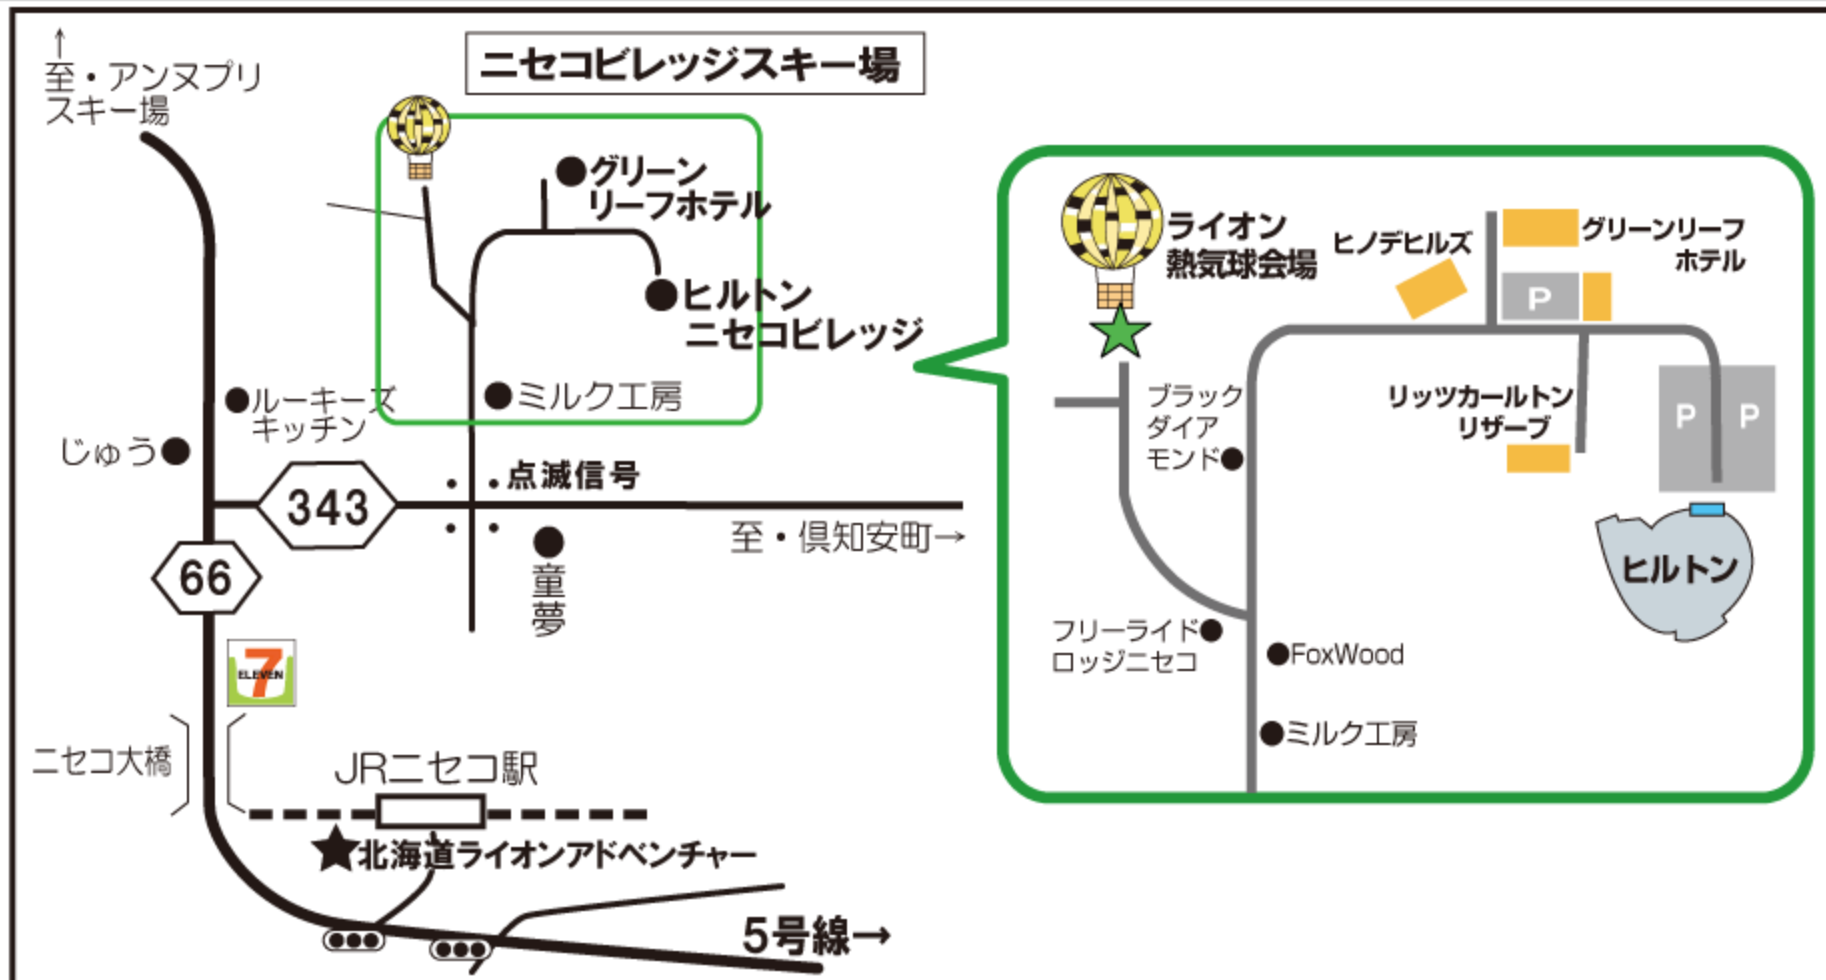 ↑
至・アンヌプリ
スキー場
ニセコビレッジスキー場
グリーン
リーフホテル
ヒルトン
ニセコビレッジ
ミルク工房
ルーキーズ
キッチン
じゅう
343
点滅信号
至・倶知安町→
66
童夢
7
ELEVEN
ニセコ大橋
JRニセコ駅
★北海道ライオンアドベンチャー
5号線→
ライオン
熱気球会場
ヒノデヒルズ
グリーンリーフ
ホテル
P
ブラック
ダイア
モンド
リッツカールトン
リザーブ
P
P
ヒルトン
フリーライド
ロッジニセコ
FoxWood
ミルク工房